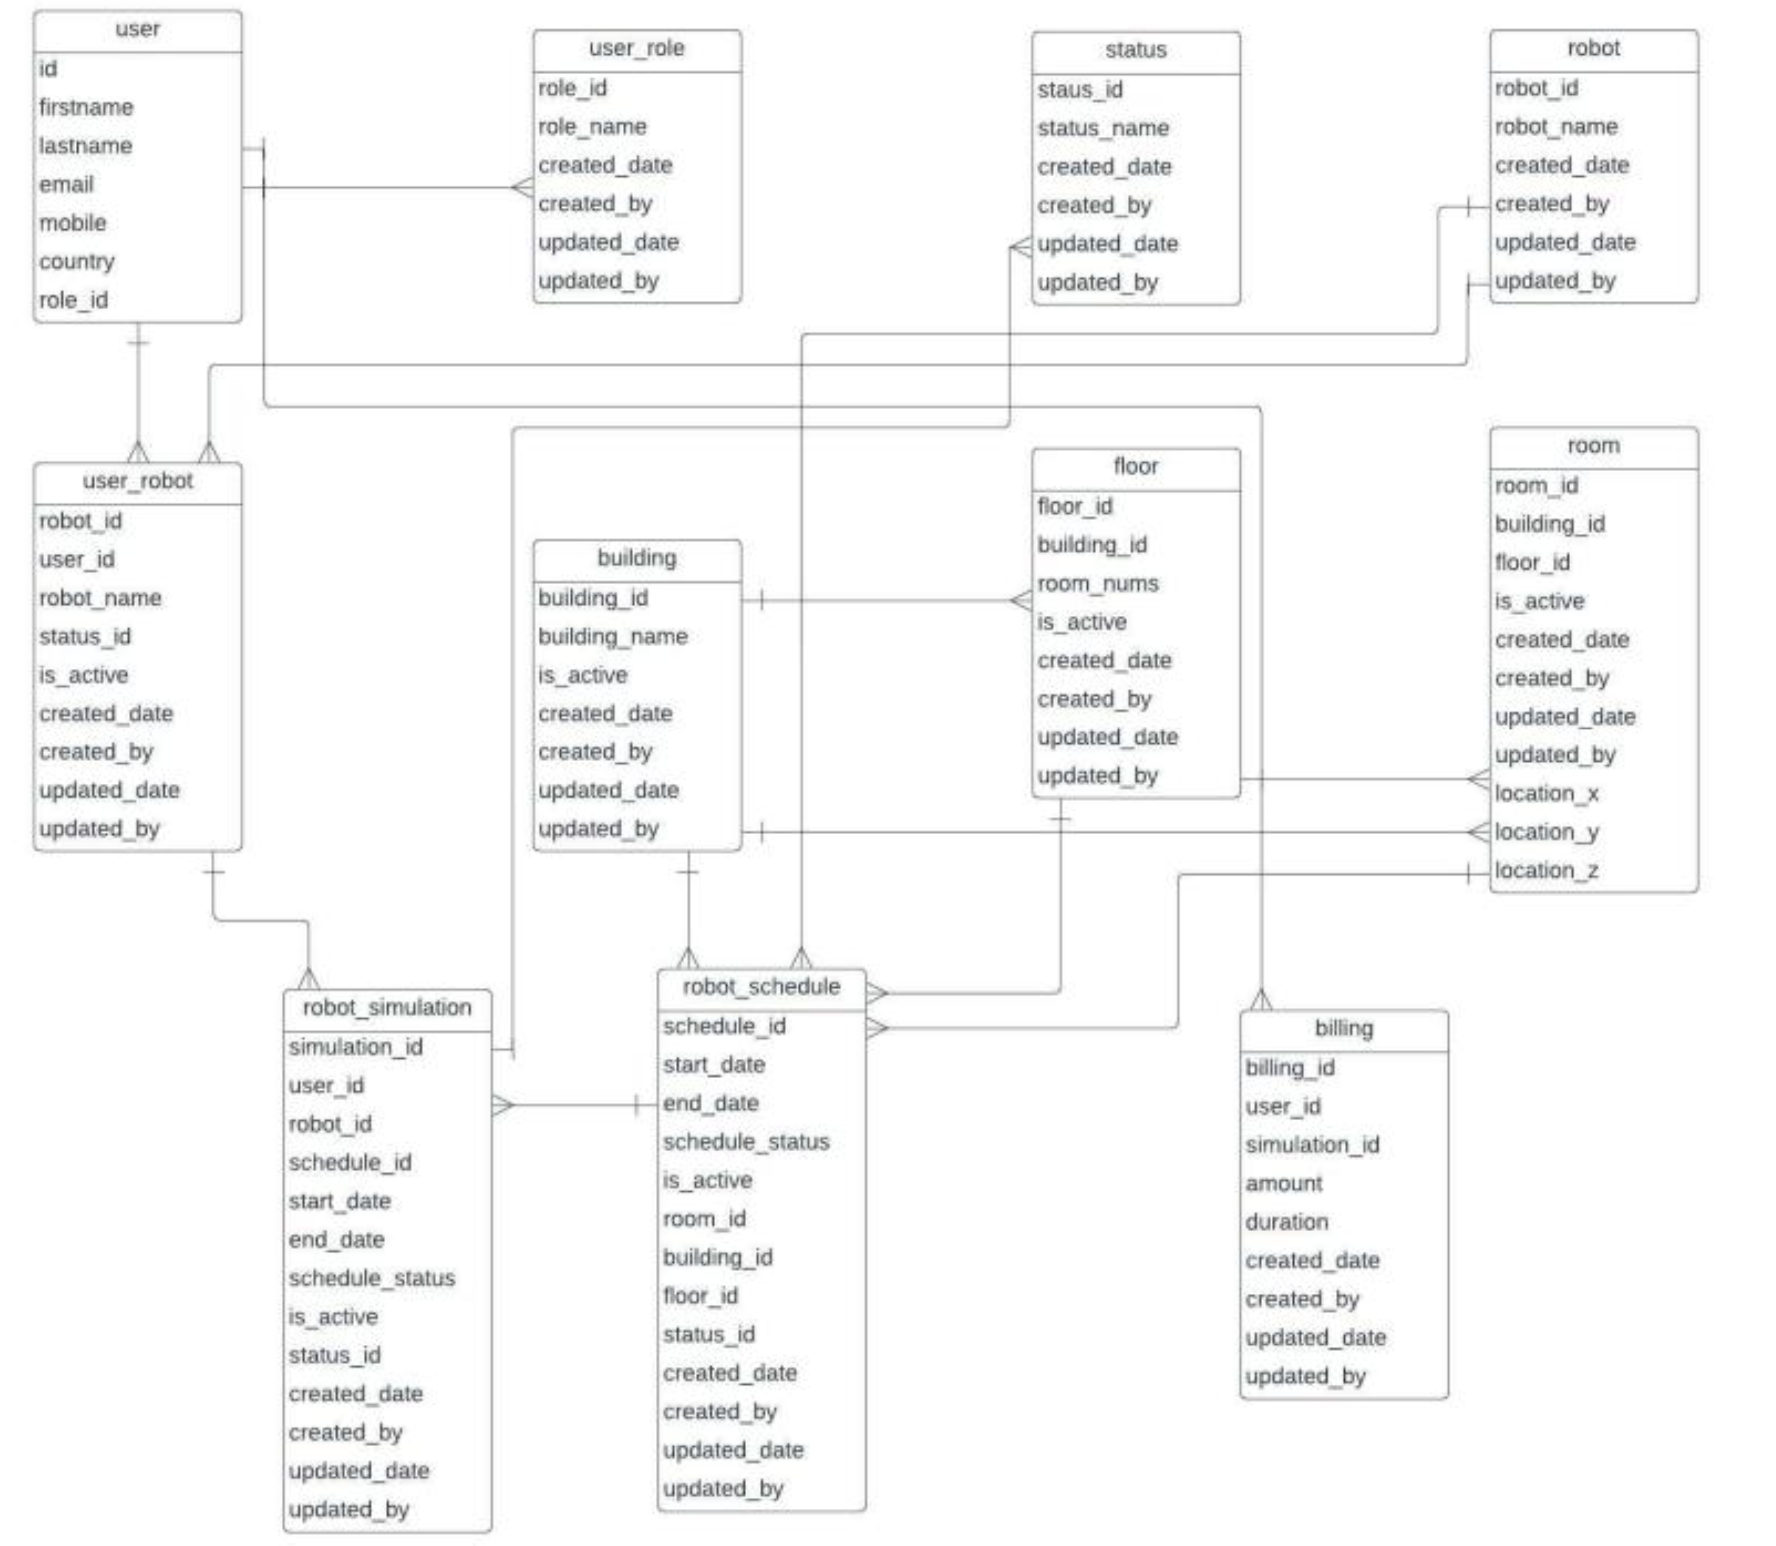 user
id
firstname
lastname
email
mobile
country
role_id
user_role
role_id
role_name
created_date
created_by
updated_date
updated_by
status
staus_id
status_name
created_date
created_by
updated_date
updated_by
robot
robot_id
robot_name
created_date
created_by
updated_date
updated_by
user_robot
robot_id
user_id
robot_name
status_id
is_active
created_date
created_by
updated_date
updated_by
building
building_id
building_name
is_active
created_date
created_by
updated_date
updated_by
floor
floor_id
building_id
room_nums
is_active
created_date
created_by
updated_date
updated_by
room
room_id
building_id
floor_id
is_active
created_date
created_by
updated_date
updated_by
location_x
location_y
location_z
robot_simulation
simulation_id
user_id
robot_id
schedule_id
start_date
end_date
schedule_status
is_active
status_id
created_date
created_by
updated_date
updated_by
robot_schedule
schedule_id
start_date
end_date
schedule_status
is_active
room_id
building_id
floor_id
status_id
created_date
created_by
updated_date
updated_by
billing
billing_id
user_id
simulation_id
amount
duration
created_date
created_by
updated_date
updated_by